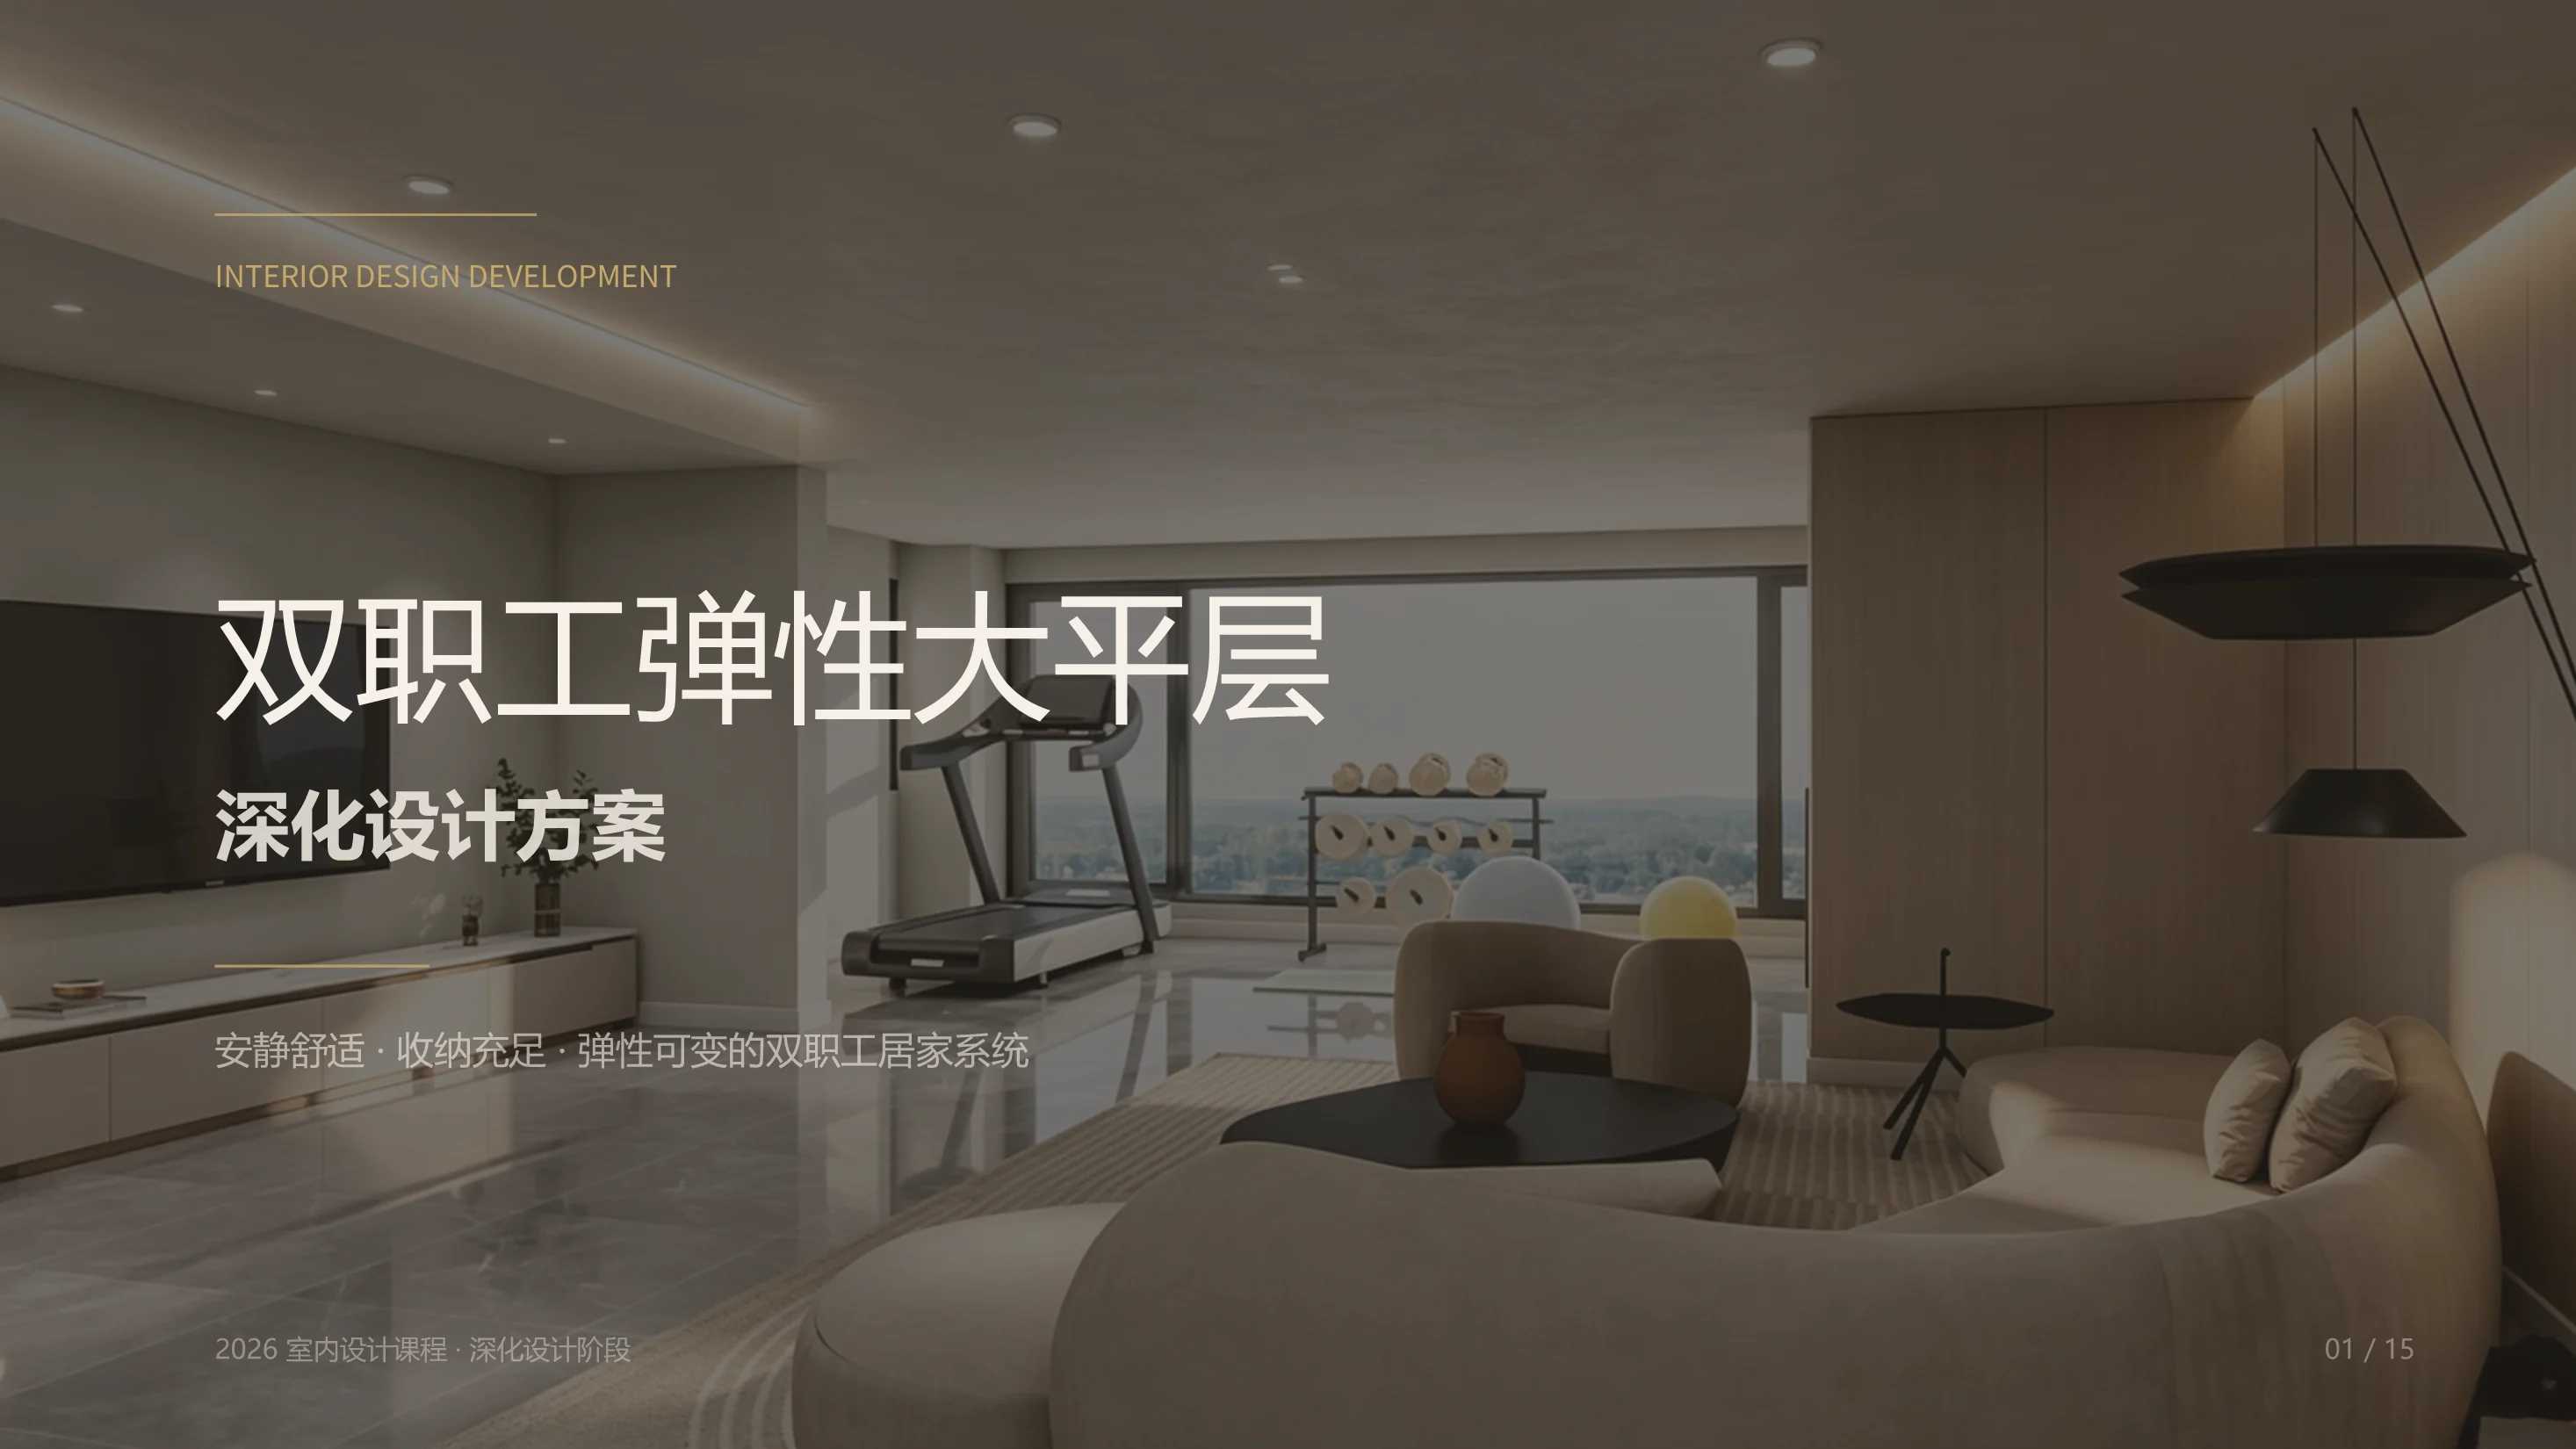 INTERIOR DESIGN DEVELOPMENT
双职工弹性大平层
深化设计方案
安静舒适 · 收纳充足 · 弹性可变的双职工居家系统
2026 室内设计课程 · 深化设计阶段
01 / 15